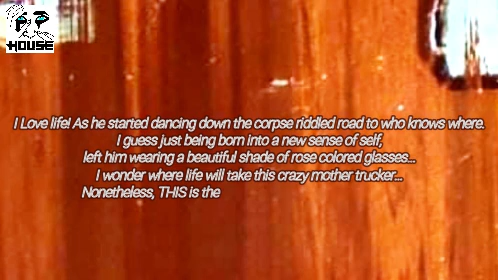 HOUSE
I Love life! As he started dancing down the corpse riddled road to who knows where.
I guess just being born into a new sense of self,
left him wearing a beautiful shade of rose colored glasses...
I wonder where life will take this crazy mother trucker...
Nonetheless, THIS is the